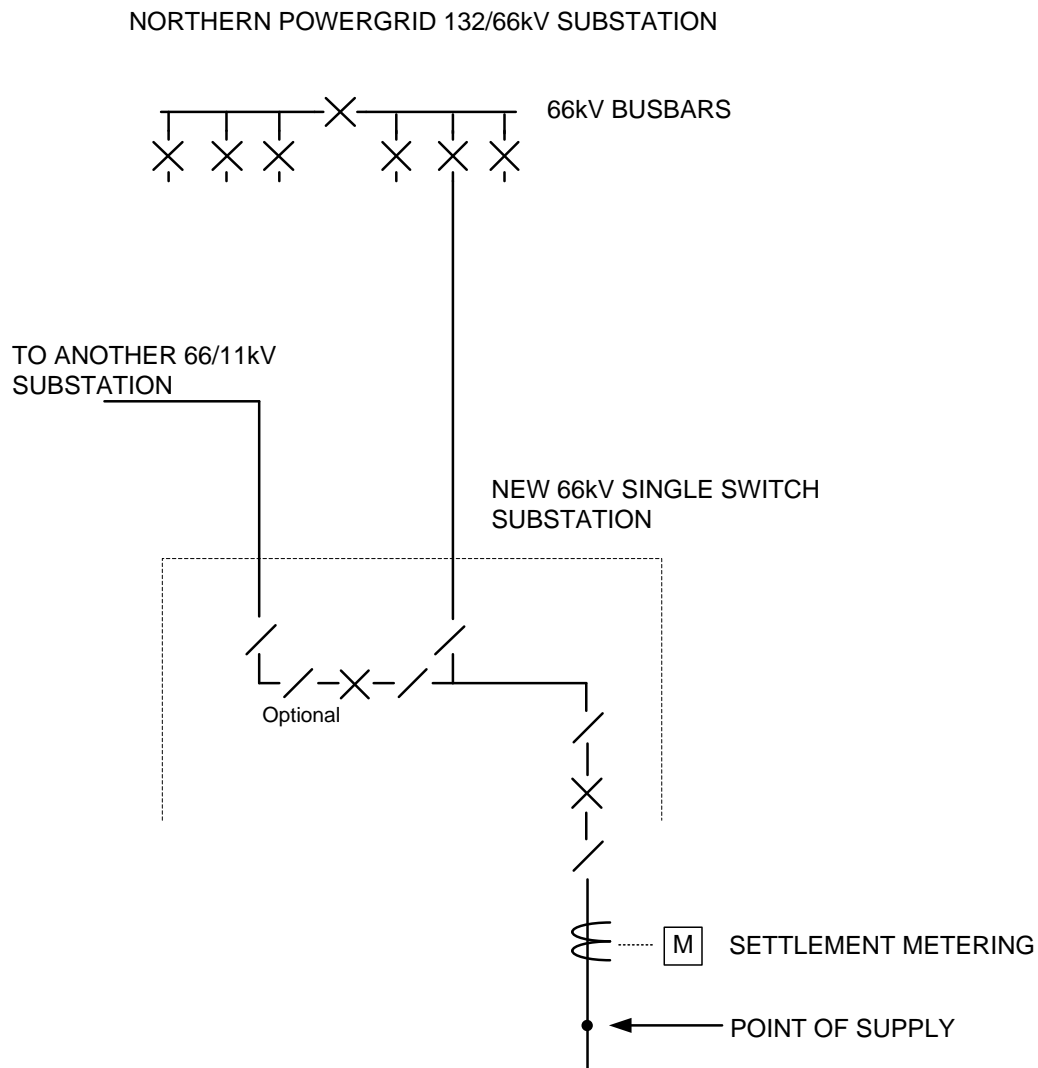 NORTHERN POWERGRID 132/66kV SUBSTATION
66kV BUSBARS
TO ANOTHER 66/11kV
SUBSTATION
NEW 66kV SINGLE SWITCH
SUBSTATION
Optional
M
SETTLEMENT METERING
POINT OF SUPPLY